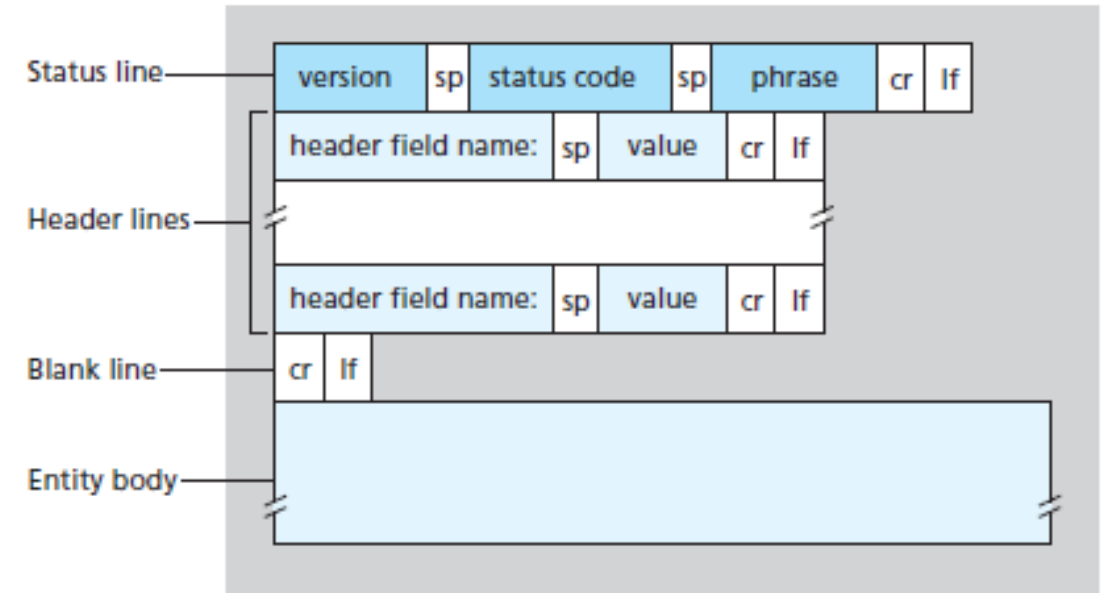 Status line
version sp status code sp phrase cr lf
header field name: sp value cr lf
Header lines
header field name: sp value cr lf
Blank line
cr lf
Entity body